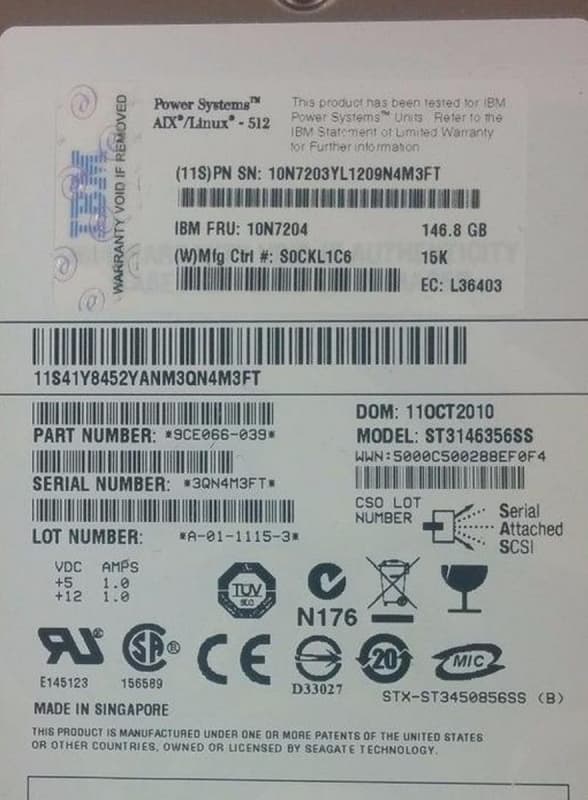 IBM
WARRANTY VOID IF REMOVED
Power Systems™
AIX®/Linux® - 512
This product has been tested for IBM
Power Systems™ Units Refer to the
IBM Statement of Limited Warranty
for Further information
(11S)PN SN: 10N7203YL1209N4M3FT
IBM FRU: 10N7204 146.8 GB
(W)Mfg Ctrl #: S0CKL1C6 15K
EC: L36403
11S41Y8452YANM3QN4M3FT
PART NUMBER: *9CE066-039*
SERIAL NUMBER: *3QN4M3FT*
LOT NUMBER: *A-01-1115-3*
DOM: 11OCT2010
MODEL: ST3146356SS
WWN:5000C500288EF0F4
CSO LOT
NUMBER
Serial
Attached
SCSI
VDC AMPS
+5 1.0
+12 1.0
TUV
N176
E145123
SA
156589
CE
D33027
20
MIC
STX-ST3450856SS (B)
MADE IN SINGAPORE
THIS PRODUCT IS MANUFACTURED UNDER ONE OR MORE PATENTS OF THE UNITED STATES
OR OTHER COUNTRIES, OWNED OR LICENSED BY SEAGATE TECHNOLOGY.